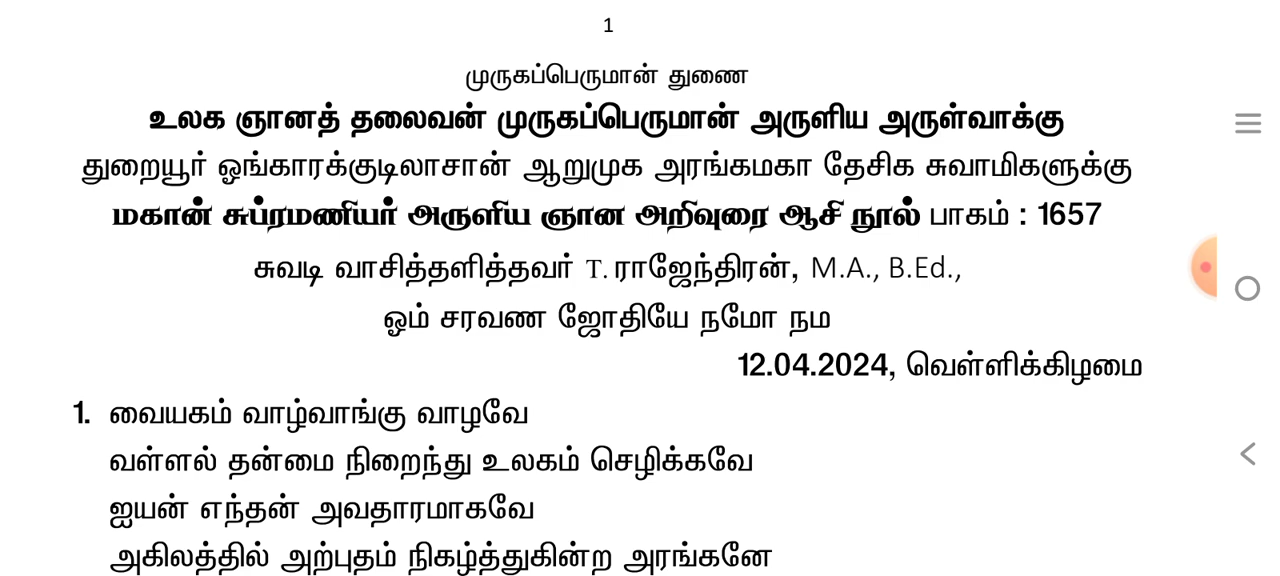 1
முருகப்பெருமான் துணை
உலக ஞானத் தலைவன் முருகப்பெருமான் அருளிய அருள்வாக்கு
துறையூர் ஓங்காரக்குடிலாசான் ஆறுமுக அரங்கமகா தேசிக சுவாமிகளுக்கு
மகான் சுப்ரமணியர் அருளிய ஞான அறிவுரை ஆசி நூல் பாகம் : 1657
சுவடி வாசித்தளித்தவர் T. ராஜேந்திரன், M.A., B.Ed.,
ஓம் சரவண ஜோதியே நமோ நம
12.04.2024, வெள்ளிக்கிழமை
1. வையகம் வாழ்வாங்கு வாழவே
வள்ளல் தன்மை நிறைந்து உலகம் செழிக்கவே
ஐயன் எந்தன் அவதாரமாகவே
அகிலத்தில் அற்புதம் நிகழ்த்துகின்ற அரங்கனே